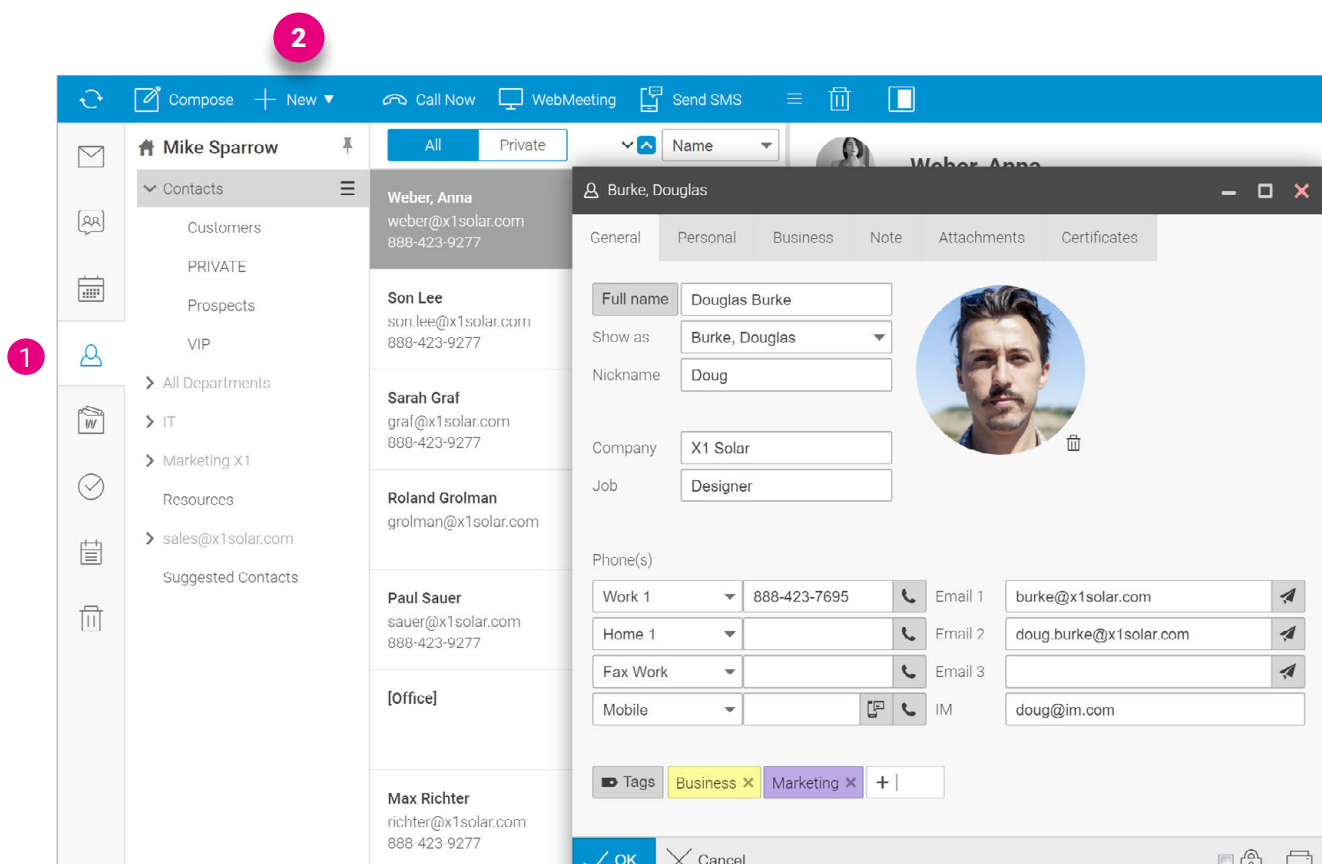 2
Compose New Call Now WebMeeting Send SMS
Mike Sparrow
All Private Name
Contacts
Customers
PRIVATE
Prospects
VIP
All Departments
IT
Marketing X1
Resources
sales@x1solar.com
Suggested Contacts
1
W
Weber, Anna
weber@x1solar.com
888-423-9277
Son Lee
son.lee@x1solar.com
888-423-9277
Sarah Graf
graf@x1solar.com
888-423-9277
Roland Grolman
grolman@x1solar.com
Paul Sauer
sauer@x1solar.com
888-423-9277
[Office]
Max Richter
richter@x1solar.com
888-423-9277
Weber, Anna
Burke, Douglas
General Personal Business Note Attachments Certificates
Full name Douglas Burke
Show as Burke, Douglas
Nickname Doug
Company X1 Solar
Job Designer
Phone(s)
Work 1 888-423-7695 Email 1 burke@x1solar.com
Home 1 Email 2 doug.burke@x1solar.com
Fax Work Email 3
Mobile IM doug@im.com
Tags Business Marketing
OK Cancel